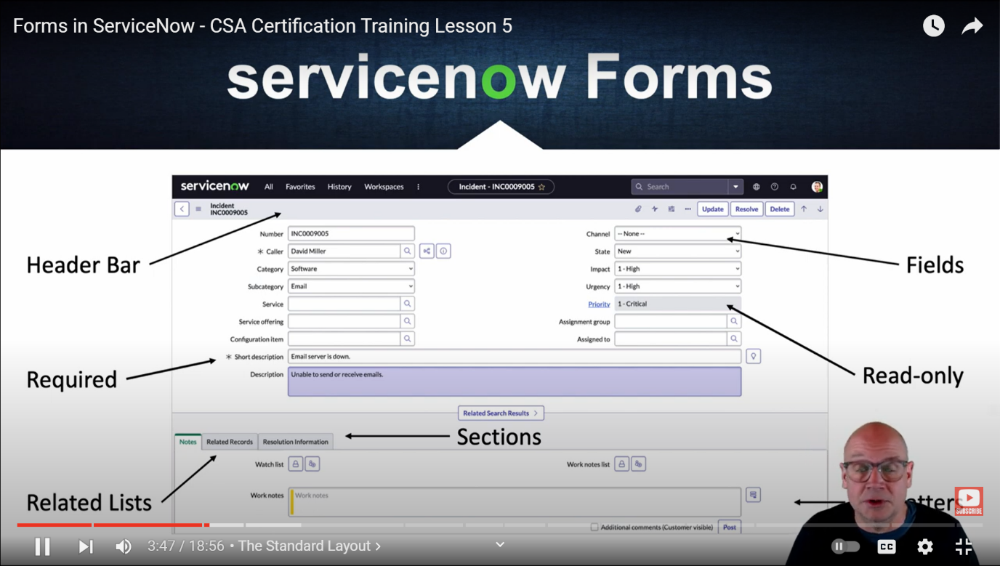 Forms in ServiceNow - CSA Certification Training Lesson 5
servicenow Forms
servicenow All Favorites History Workspaces Incident - INC0009005 Search
Incident
INC0009005
Update Resolve Delete
Number INC0009005 Channel -- None --
Header Bar
Fields
* Caller David Miller State New
Category Software Impact 1 - High
Subcategory Email Urgency 1 - High
Service Priority 1 - Critical
Service offering Assignment group
Configuration item Assigned to
* Short description Email server is down.
Required
Read-only
Description Unable to send or receive emails.
Related Search Results >
Sections
Notes Related Records Resolution Information
Watch list Work notes list
Related Lists
Work notes Work notes
SUBSCRIBE
Additional comments (Customer visible) Post
3:47 / 18:56 • The Standard Layout >
CC